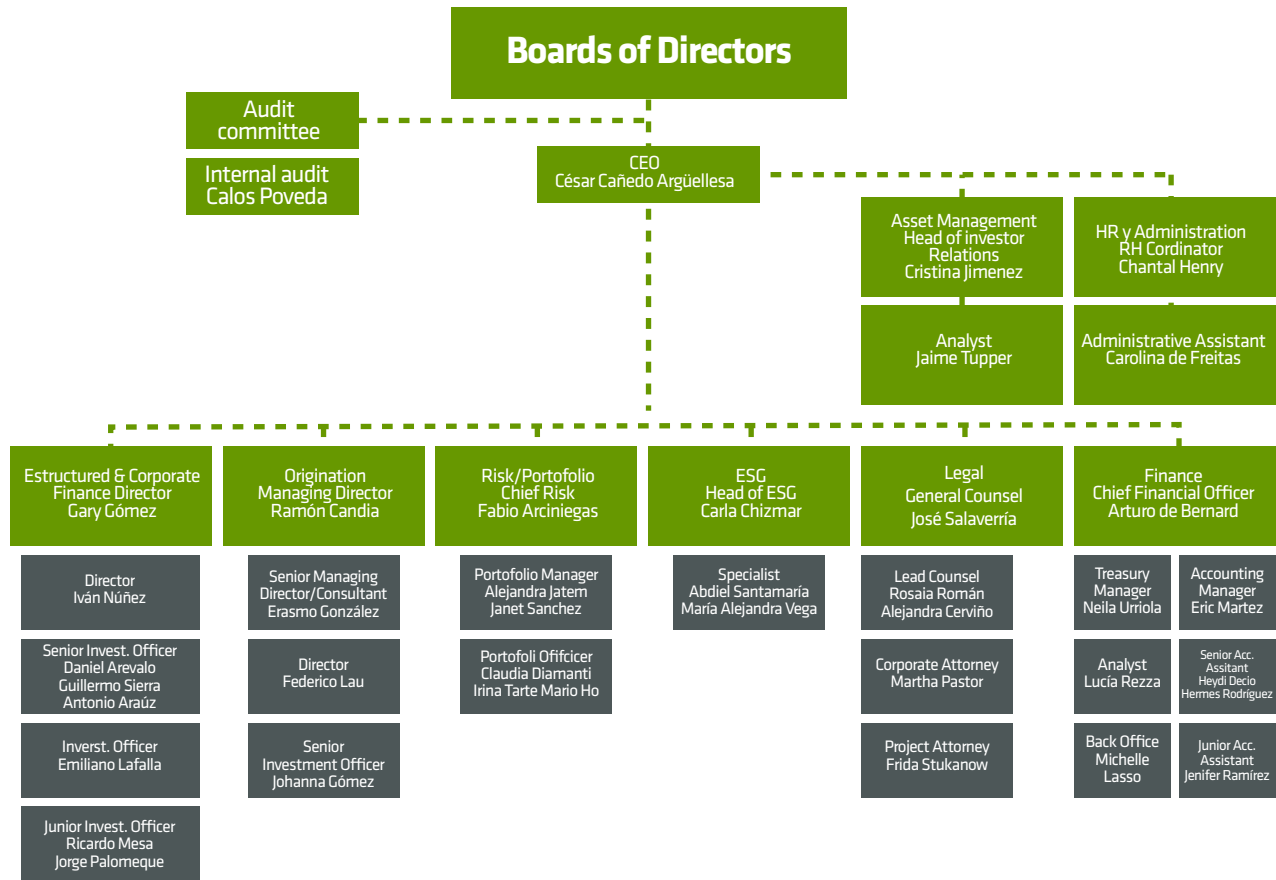 Boards of Directors
Audit
committee
Internal audit
Calos Poveda
CEO
César Cañedo Argüellesa
Asset Management
Head of investor
Relations
Cristina Jimenez
HR y Administration
RH Cordinator
Chantal Henry
Analyst
Jaime Tupper
Administrative Assistant
Carolina de Freitas
Estructured & Corporate
Finance Director
Gary Gómez
Origination
Managing Director
Ramón Candia
Risk/Portofolio
Chief Risk
Fabio Arciniegas
ESG
Head of ESG
Carla Chizmar
Legal
General Counsel
José Salaverría
Finance
Chief Financial Officer
Arturo de Bernard
Director
Iván Núñez
Senior Invest. Officer
Daniel Arevalo
Guillermo Sierra
Antonio Araúz
Inverst. Officer
Emiliano Lafalla
Junior Invest. Officer
Ricardo Mesa
Jorge Palomeque
Senior Managing
Director/Consultant
Erasmo González
Director
Federico Lau
Senior
Investment Officer
Johanna Gómez
Portofolio Manager
Alejandra Jatem
Janet Sanchez
Portofoli Ofifcicer
Claudia Diamanti
Irina Tarte Mario Ho
Specialist
Abdiel Santamaría
María Alejandra Vega
Lead Counsel
Rosaia Román
Alejandra Cerviño
Corporate Attorney
Martha Pastor
Project Attorney
Frida Stukanow
Treasury
Manager
Neila Urriola
Analyst
Lucía Rezza
Back Office
Michelle
Lasso
Accounting
Manager
Eric Martez
Senior Acc.
Assitant
Heydi Decio
Hermes Rodríguez
Junior Acc.
Assistant
Jenifer Ramírez